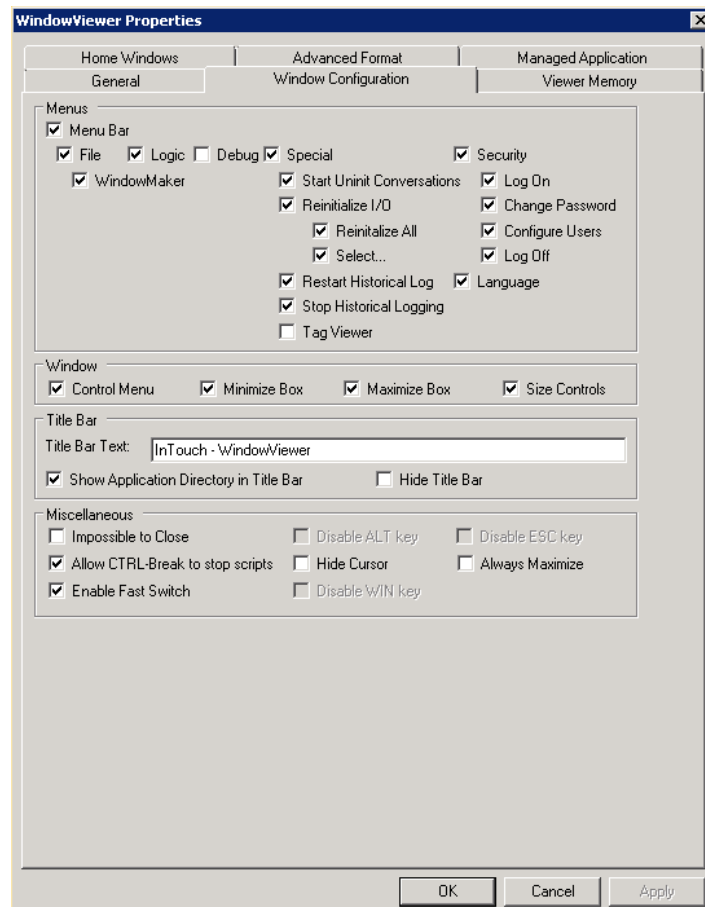 WindowViewer Properties
Home Windows Advanced Format Managed Application
General Window Configuration Viewer Memory
Menus
Menu Bar
File Logic Debug Special Security
WindowMaker Start Uninit Conversations Log On
Reinitialize I/O Change Password
Reinitalize All Configure Users
Select... Log Off
Restart Historical Log Language
Stop Historical Logging
Tag Viewer
Window
Control Menu Minimize Box Maximize Box Size Controls
Title Bar
Title Bar Text: InTouch - WindowViewer
Show Application Directory in Title Bar Hide Title Bar
Miscellaneous
Impossible to Close Disable ALT key Disable ESC key
Allow CTRL-Break to stop scripts Hide Cursor Always Maximize
Enable Fast Switch Disable WIN key
OK Cancel Apply